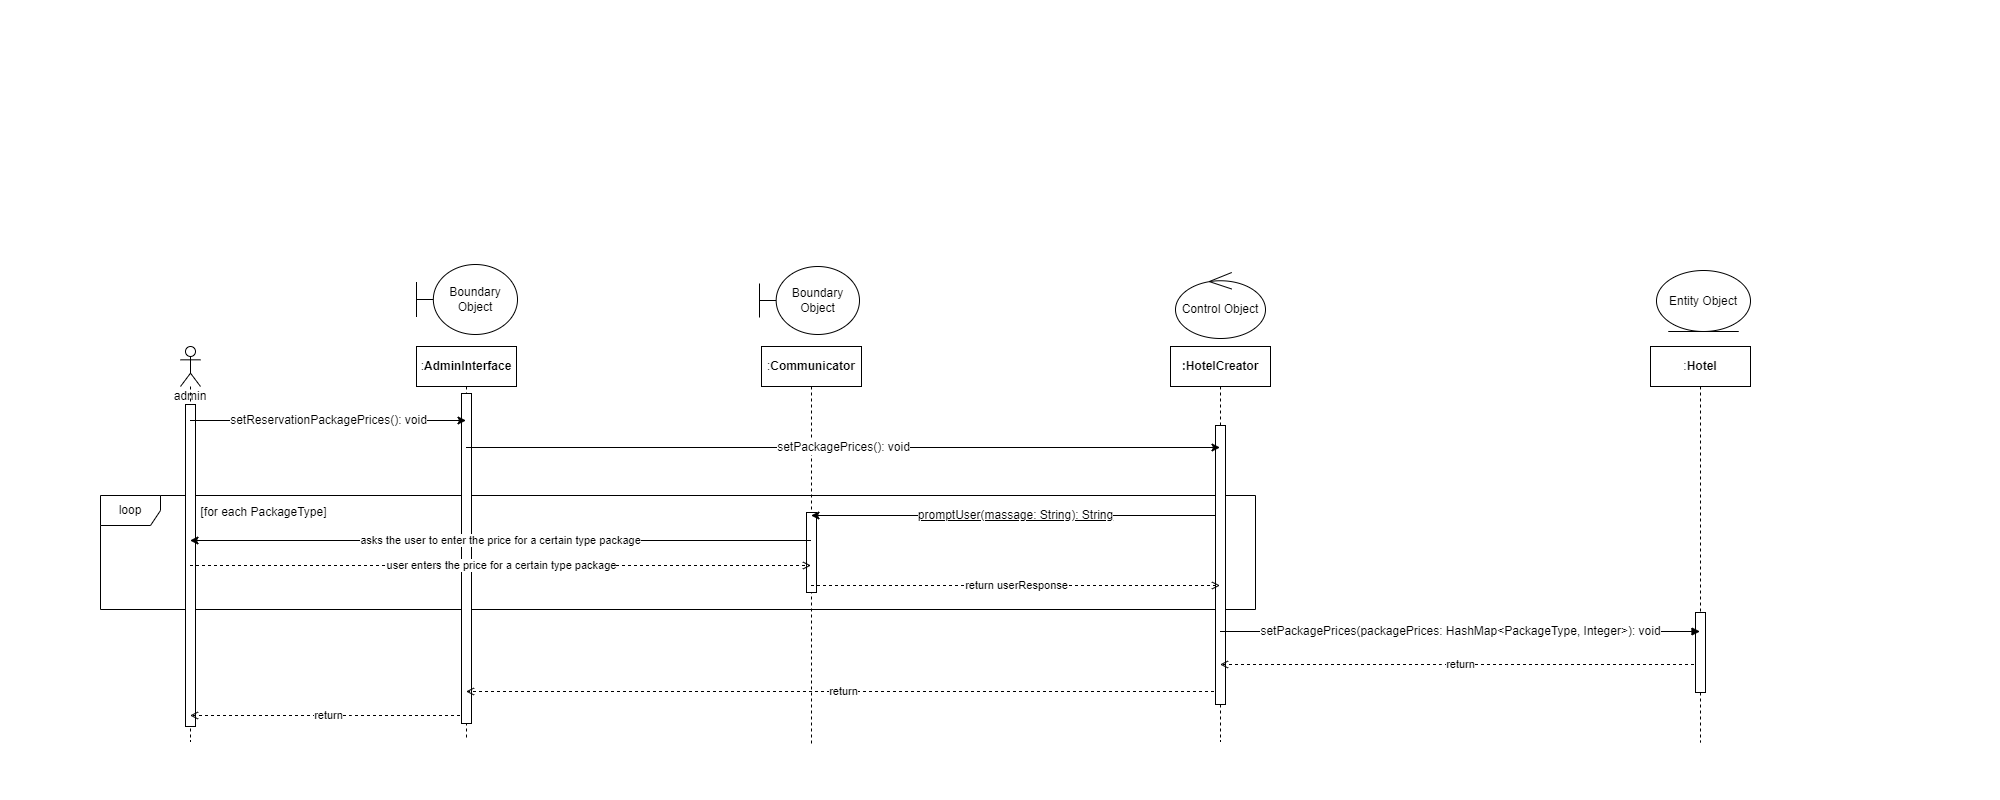 Boundary
Object
Boundary
Object
Control Object
Entity Object
:AdminInterface
:Communicator
:HotelCreator
:Hotel
admin
setReservationPackagePrices(): void
setPackagePrices(): void
loop
[for each PackageType]
promptUser(massage: String): String
asks the user to enter the price for a certain type package
user enters the price for a certain type package
return userResponse
setPackagePrices(packagePrices: HashMap<PackageType, Integer>): void
return
return
return